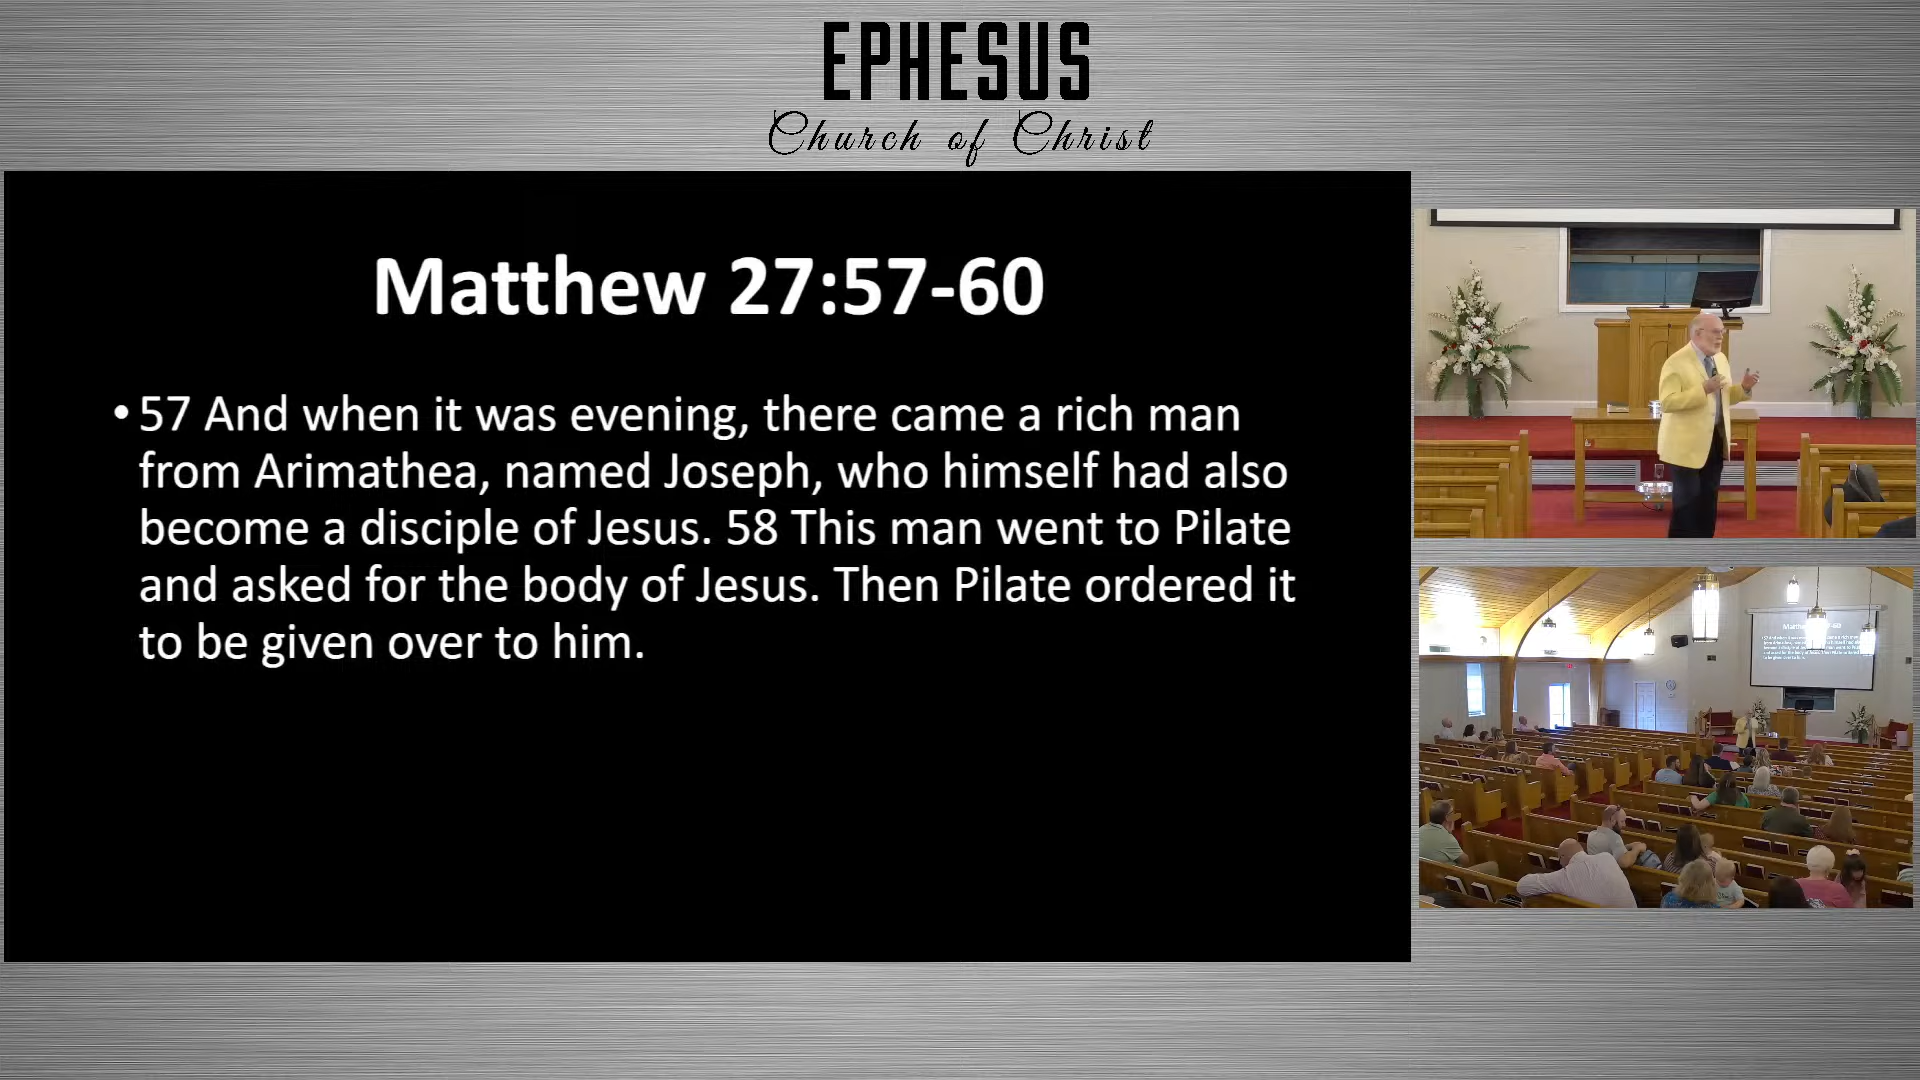 EPHESUS
Church of Christ
Matthew 27:57-60
• 57 And when it was evening, there came a rich man
from Arimathea, named Joseph, who himself had also
become a disciple of Jesus. 58 This man went to Pilate
and asked for the body of Jesus. Then Pilate ordered it
to be given over to him.